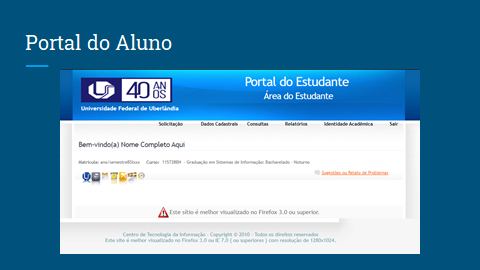 Portal do Aluno
40 ANOS
Universidade Federal de Uberlândia
Portal do Estudante
Área do Estudante
Solicitação Dados Cadastrais Consultas Relatórios Identidade Acadêmica Sair
Bem-vindo(a) Nome Completo Aqui
Matrícula: Curso: - Graduação em Sistemas de Informação: Bacharelado - Noturno
Sugestões ou Relato de Problemas
Este sítio é melhor visualizado no Firefox 3.0 ou superior.
Centro de Tecnologia da Informação - Copyright © 2010 - Todos os direitos reservados
Este site é melhor visualizado no Firefox 3.0 ou IE 7.0 ( ou superiores ) com resolução de 1280x1024.